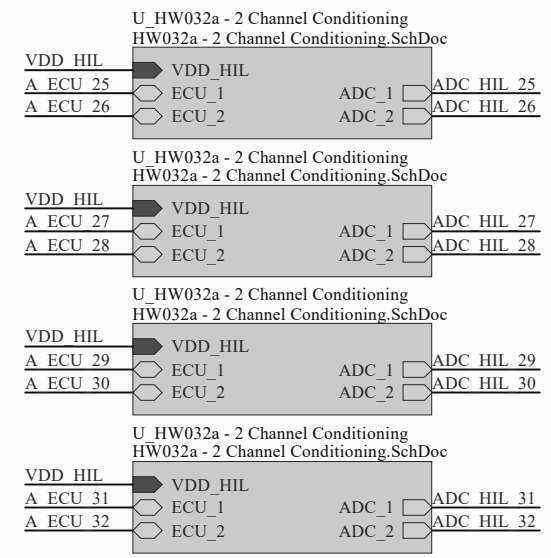 U_HW032a - 2 Channel Conditioning
HW032a - 2 Channel Conditioning.SchDoc
VDD_HIL
VDD_HIL
A_ECU_25 ECU_1 ADC_1 ADC_HIL_25
A_ECU_26 ECU_2 ADC_2 ADC_HIL_26
U_HW032a - 2 Channel Conditioning
HW032a - 2 Channel Conditioning.SchDoc
VDD_HIL
VDD_HIL
A_ECU_27 ECU_1 ADC_1 ADC_HIL_27
A_ECU_28 ECU_2 ADC_2 ADC_HIL_28
U_HW032a - 2 Channel Conditioning
HW032a - 2 Channel Conditioning.SchDoc
VDD_HIL
VDD_HIL
A_ECU_29 ECU_1 ADC_1 ADC_HIL_29
A_ECU_30 ECU_2 ADC_2 ADC_HIL_30
U_HW032a - 2 Channel Conditioning
HW032a - 2 Channel Conditioning.SchDoc
VDD_HIL
VDD_HIL
A_ECU_31 ECU_1 ADC_1 ADC_HIL_31
A_ECU_32 ECU_2 ADC_2 ADC_HIL_32